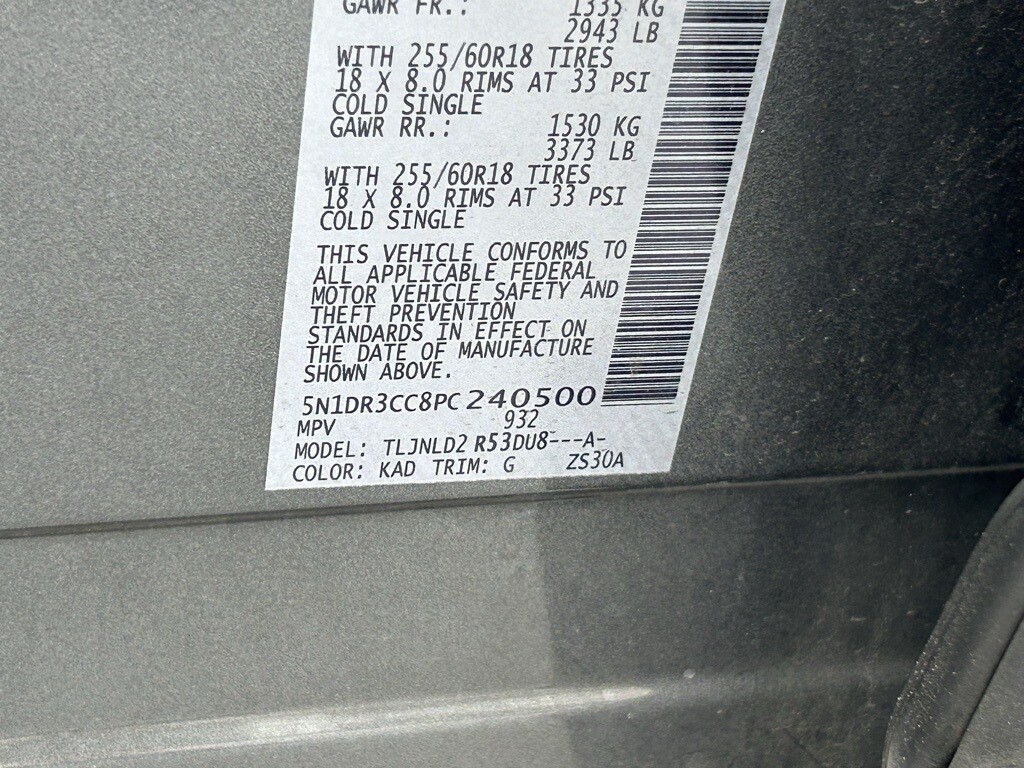 GAWR FR.: 1335 KG
2943 LB
WITH 255/60R18 TIRES
18 X 8.0 RIMS AT 33 PSI
COLD SINGLE
GAWR RR.: 1530 KG
3373 LB
WITH 255/60R18 TIRES
18 X 8.0 RIMS AT 33 PSI
COLD SINGLE
THIS VEHICLE CONFORMS TO
ALL APPLICABLE FEDERAL
MOTOR VEHICLE SAFETY AND
THEFT PREVENTION
STANDARDS IN EFFECT ON
THE DATE OF MANUFACTURE
SHOWN ABOVE.
5N1DR3CC8PC240500
MPV 932
MODEL: TLJNLD2 R53DU8---A-
COLOR: KAD TRIM: G ZS30A